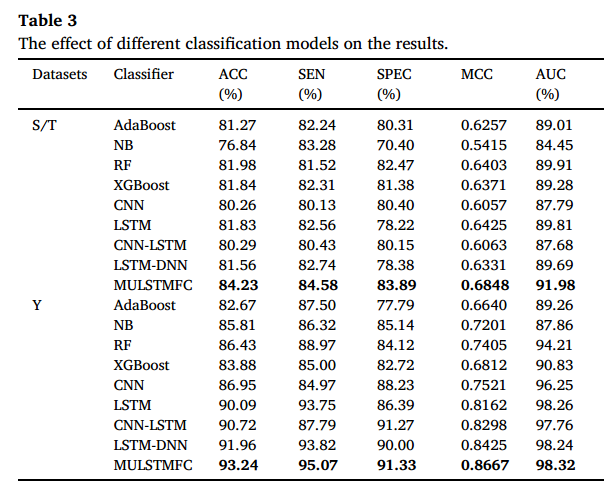 Table 3
The effect of different classification models on the results.
Datasets Classifier ACC SEN SPEC MCC AUC
(%) (%) (%) (%)
S/T AdaBoost 81.27 82.24 80.31 0.6257 89.01
NB 76.84 83.28 70.40 0.5415 84.45
RF 81.98 81.52 82.47 0.6403 89.91
XGBoost 81.84 82.31 81.38 0.6371 89.28
CNN 80.26 80.13 80.40 0.6057 87.79
LSTM 81.83 82.56 78.22 0.6425 89.81
CNN-LSTM 80.29 80.43 80.15 0.6063 87.68
LSTM-DNN 81.56 82.74 78.38 0.6331 89.69
MULSTMFC 84.23 84.58 83.89 0.6848 91.98
Y AdaBoost 82.67 87.50 77.79 0.6640 89.26
NB 85.81 86.32 85.14 0.7201 87.86
RF 86.43 88.97 84.12 0.7405 94.21
XGBoost 83.88 85.00 82.72 0.6812 90.83
CNN 86.95 84.97 88.23 0.7521 96.25
LSTM 90.09 93.75 86.39 0.8162 98.26
CNN-LSTM 90.72 87.79 91.27 0.8298 97.76
LSTM-DNN 91.96 93.82 90.00 0.8425 98.24
MULSTMFC 93.24 95.07 91.33 0.8667 98.32